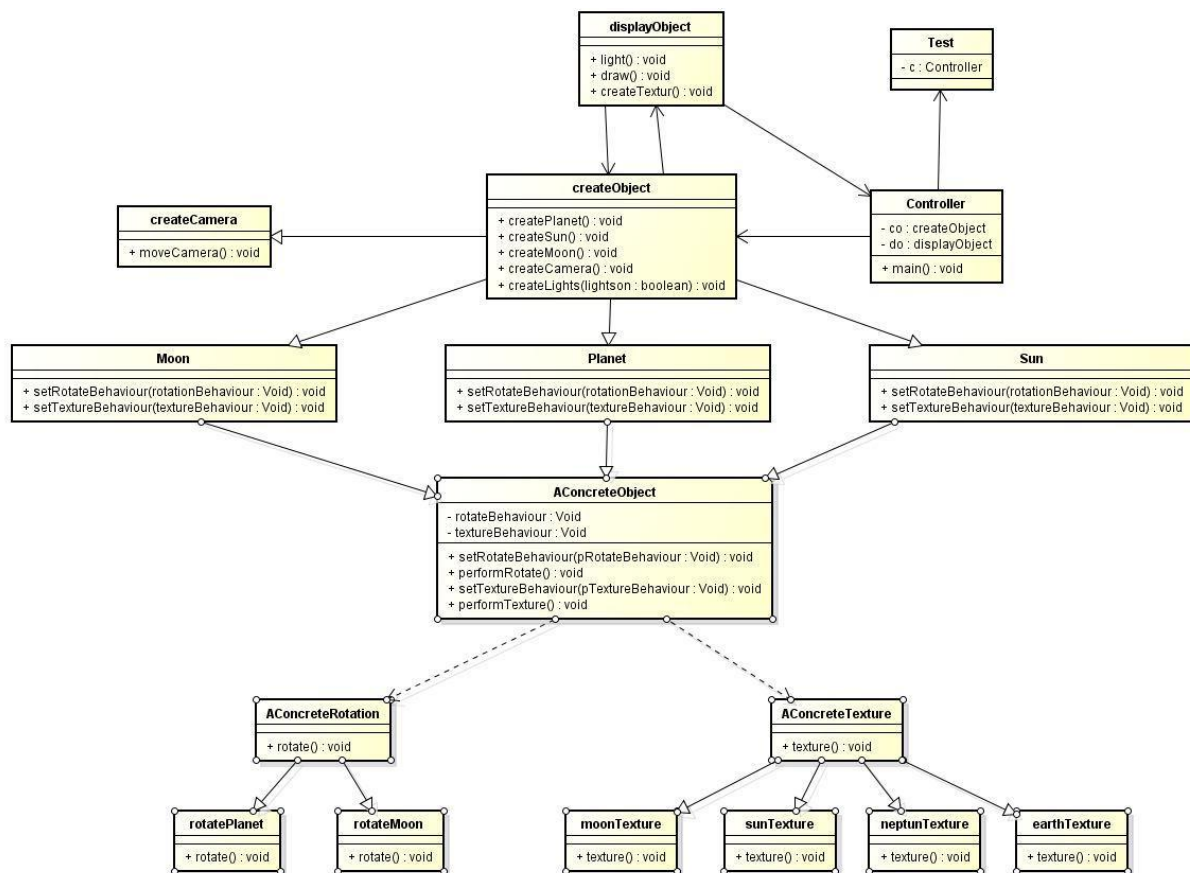 displayObject
+ light() : void
+ draw() : void
+ createTextur() : void
Test
- c : Controller
createObject
+ createPlanet() : void
+ createSun() : void
+ createMoon() : void
+ createCamera() : void
+ createLights(lightson : boolean) : void
Controller
- co : createObject
- do : displayObject
+ main() : void
createCamera
+ moveCamera() : void
Moon
+ setRotateBehaviour(rotationBehaviour : Void) : void
+ setTextureBehaviour(textureBehaviour : Void) : void
Planet
+ setRotateBehaviour(rotationBehaviour : Void) : void
+ setTextureBehaviour(textureBehaviour : Void) : void
Sun
+ setRotateBehaviour(rotationBehaviour : Void) : void
+ setTextureBehaviour(textureBehaviour : Void) : void
AConcreteObject
- rotateBehaviour : Void
- textureBehaviour : Void
+ setRotateBehaviour(pRotateBehaviour : Void) : void
+ performRotate() : void
+ setTextureBehaviour(pTextureBehaviour : Void) : void
+ performTexture() : void
AConcreteRotation
+ rotate() : void
AConcreteTexture
+ texture() : void
rotatePlanet
+ rotate() : void
rotateMoon
+ rotate() : void
moonTexture
+ texture() : void
sunTexture
+ texture() : void
neptunTexture
+ texture() : void
earthTexture
+ texture() : void